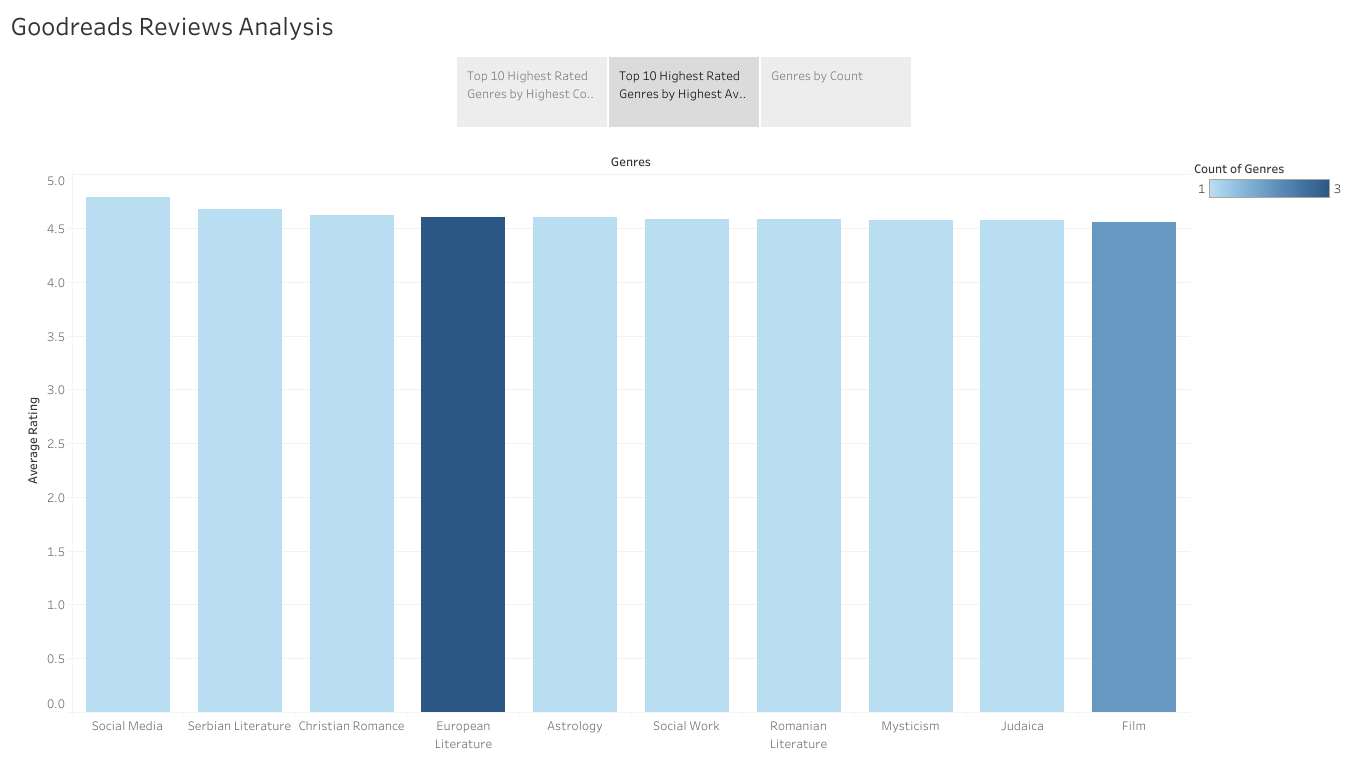 Goodreads Reviews Analysis
Top 10 Highest Rated
Genres by Highest Co..
Top 10 Highest Rated
Genres by Highest Av..
Genres by Count
Genres
Count of Genres
1 3
Average Rating
5.0
4.5
4.0
3.5
3.0
2.5
2.0
1.5
1.0
0.5
0.0
Social Media
Serbian Literature
Christian Romance
European
Literature
Astrology
Social Work
Romanian
Literature
Mysticism
Judaica
Film